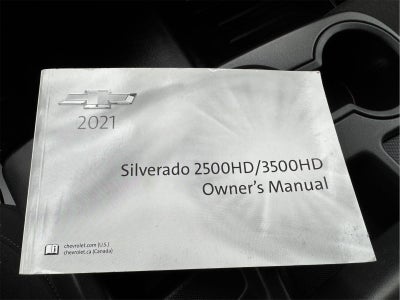 2021
Silverado 2500HD/3500HD
Owner's Manual
chevrolet.com (U.S.)
chevrolet.ca (Canada)